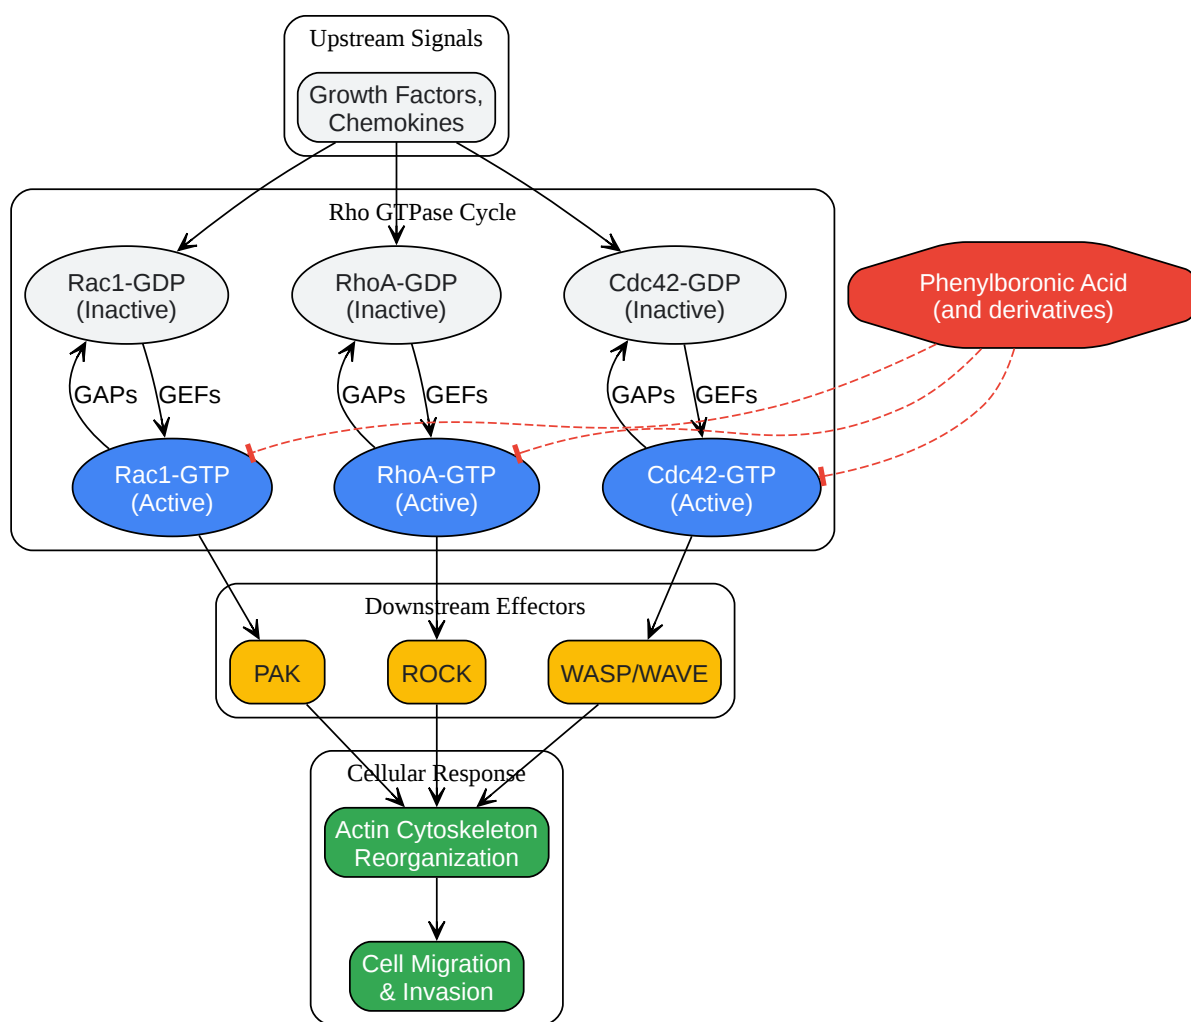 Upstream Signals
Growth Factors,
Chemokines
Rho GTPase Cycle
Rac1-GDP
(Inactive)
RhoA-GDP
(Inactive)
Cdc42-GDP
(Inactive)
Phenylboronic Acid
(and derivatives)
GAPs
GEFs
GAPs
GEFs
GAPs
GEFs
Rac1-GTP
(Active)
RhoA-GTP
(Active)
Cdc42-GTP
(Active)
Downstream Effectors
PAK
ROCK
WASP/WAVE
Cellular Response
Actin Cytoskeleton
Reorganization
Cell Migration
& Invasion